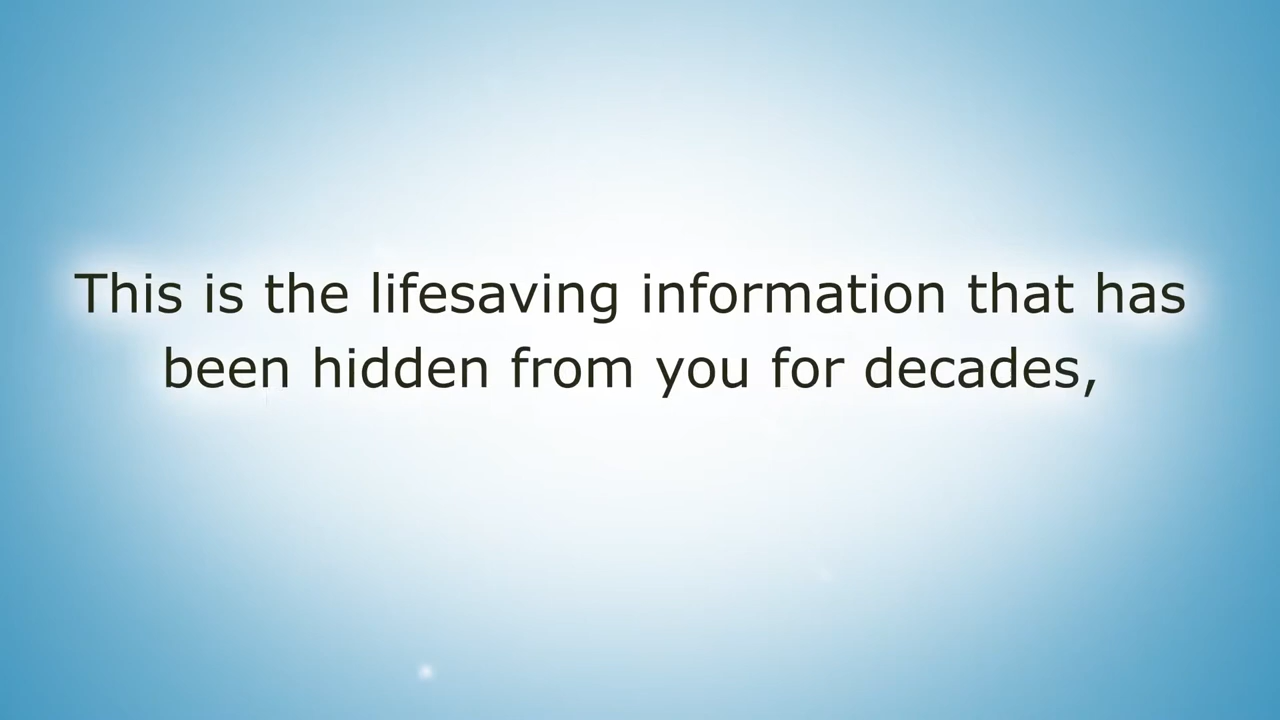 This is the lifesaving information that has
been hidden from you for decades,